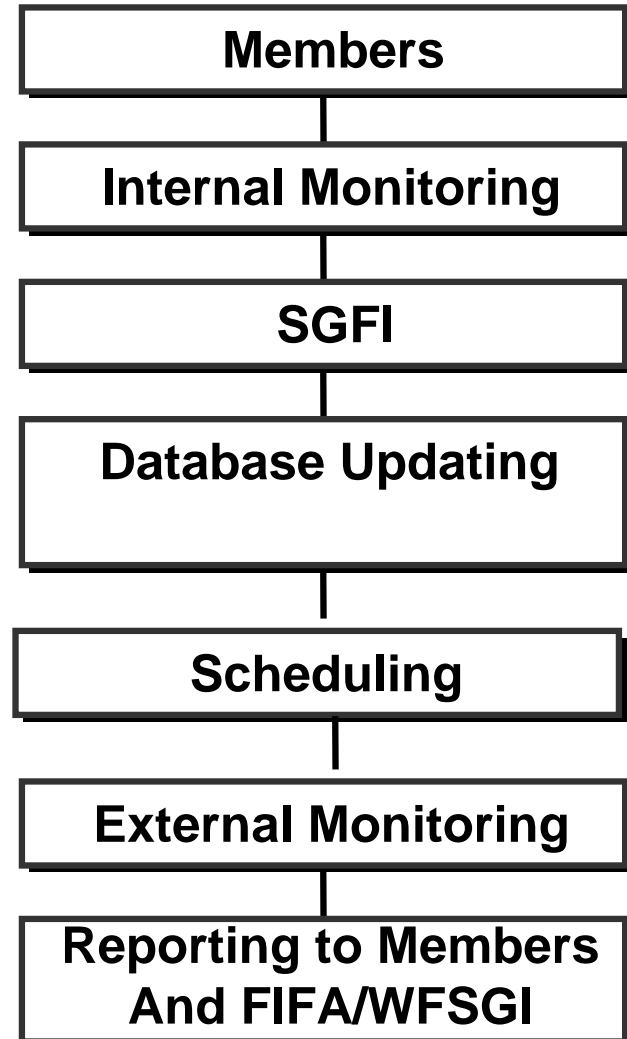 Members
Internal Monitoring
SGFI
Database Updating
Scheduling
External Monitoring
Reporting to Members
And FIFA/WFSGI